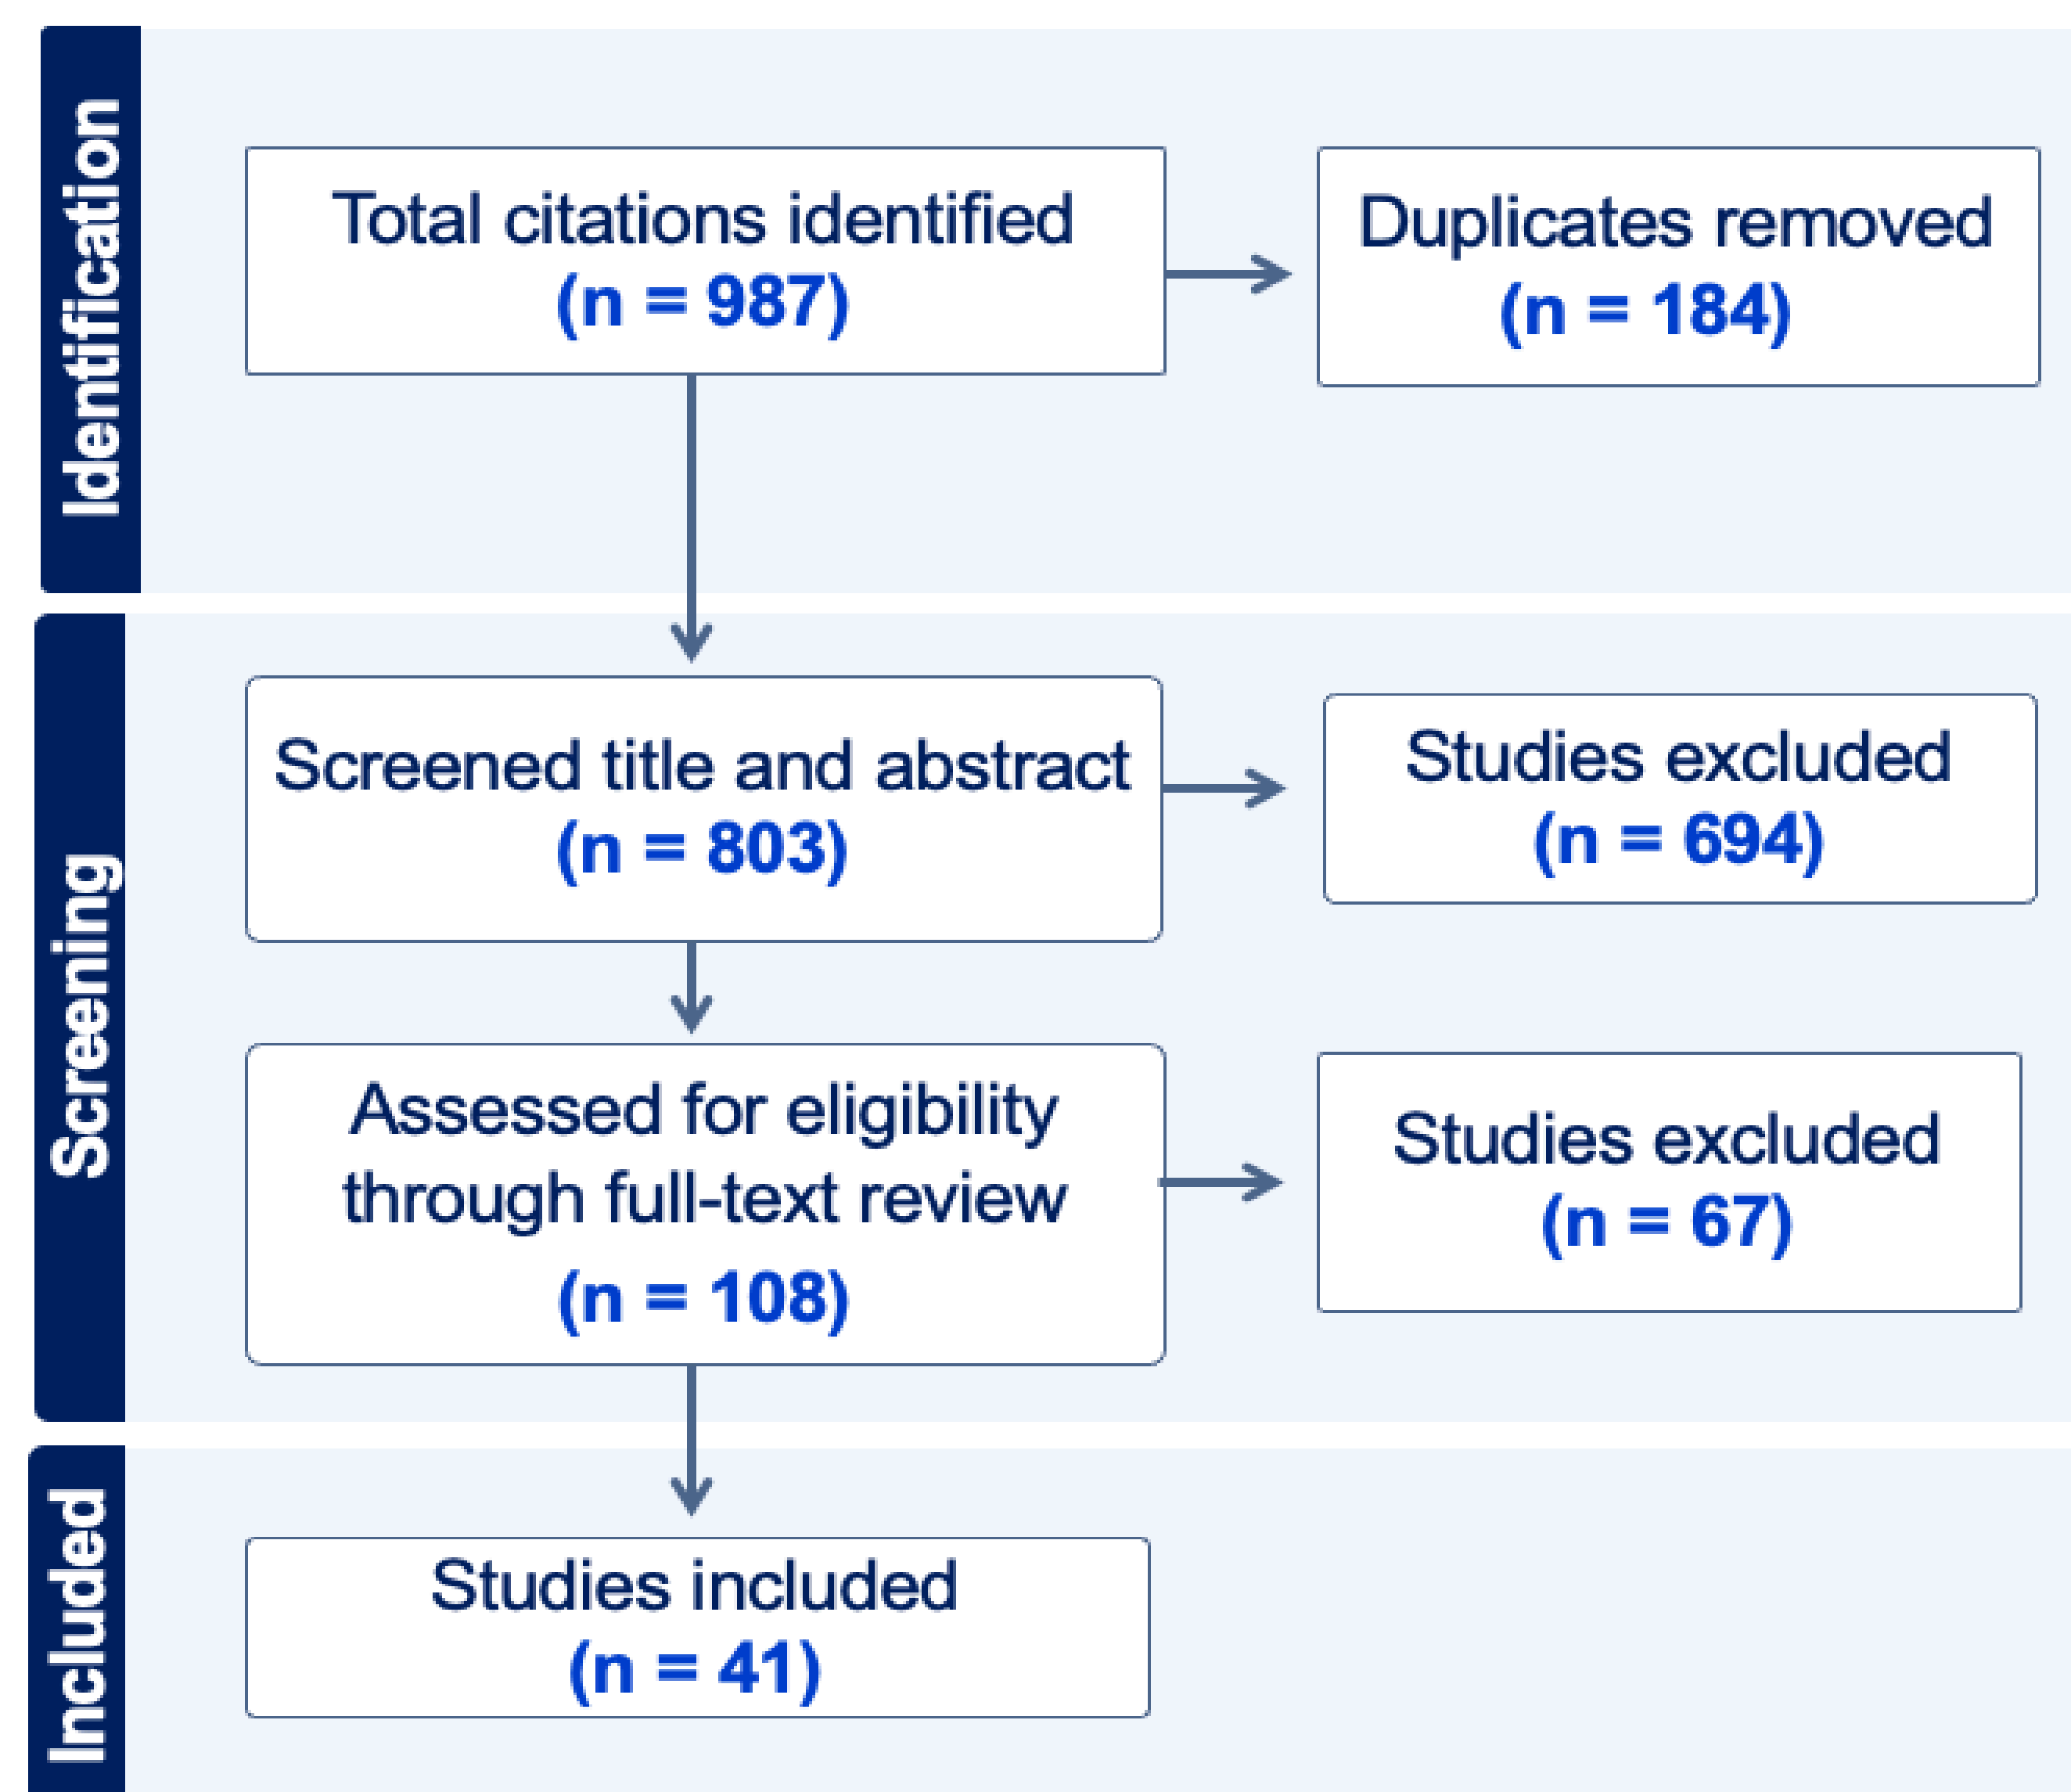 Identification
Total citations identified
(n = 987)
Duplicates removed
(n = 184)
Screening
Screened title and abstract
(n = 803)
Studies excluded
(n = 694)
Assessed for eligibility
through full-text review
(n = 108)
Studies excluded
(n = 67)
Included
Studies included
(n = 41)